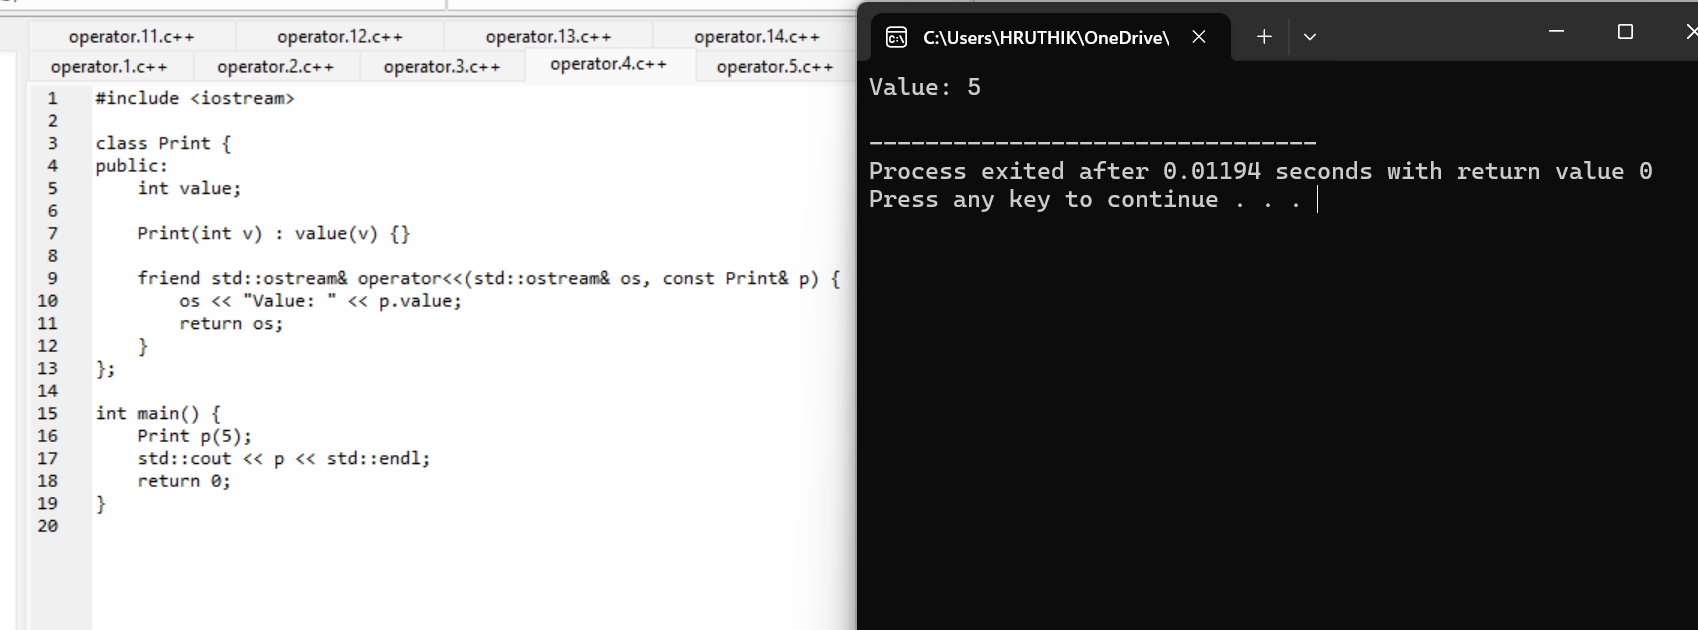 operator.11.c++ operator.12.c++ operator.13.c++ operator.14.c++
operator.1.c++ operator.2.c++ operator.3.c++ operator.4.c++ operator.5.c++
1 #include <iostream>
2
3 class Print {
4 public:
5     int value;
6
7     Print(int v) : value(v) {}
8
9     friend std::ostream& operator<<(std::ostream& os, const Print& p) {
10         os << "Value: " << p.value;
11         return os;
12     }
13 };
14
15 int main() {
16     Print p(5);
17     std::cout << p << std::endl;
18     return 0;
19 }
20
C:\Users\HRUTHIK\OneDrive\
Value: 5
--------------------------------
Process exited after 0.01194 seconds with return value 0
Press any key to continue . . .